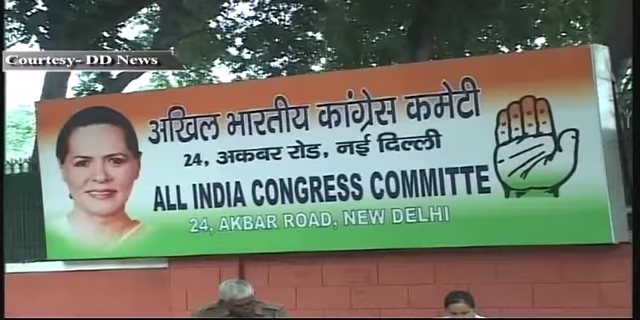 Courtesy- DD News
अखिल भारतीय कांग्रेस कमेटी
24, अकबर रोड, नई दिल्ली
ALL INDIA CONGRESS COMMITTE
24, AKBAR ROAD, NEW DELHI